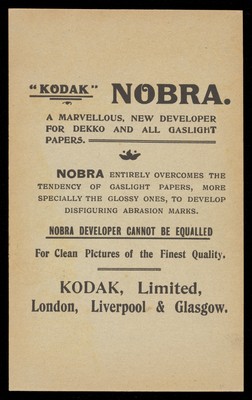 "KODAK" NOBRA.
A MARVELLOUS, NEW DEVELOPER
FOR DEKKO AND ALL GASLIGHT
PAPERS.
NOBRA ENTIRELY OVERCOMES THE
TENDENCY OF GASLIGHT PAPERS, MORE
SPECIALLY THE GLOSSY ONES, TO DEVELOP
DISFIGURING ABRASION MARKS.
NOBRA DEVELOPER CANNOT BE EQUALLED
For Clean Pictures of the Finest Quality.
KODAK, Limited,
London, Liverpool & Glasgow.